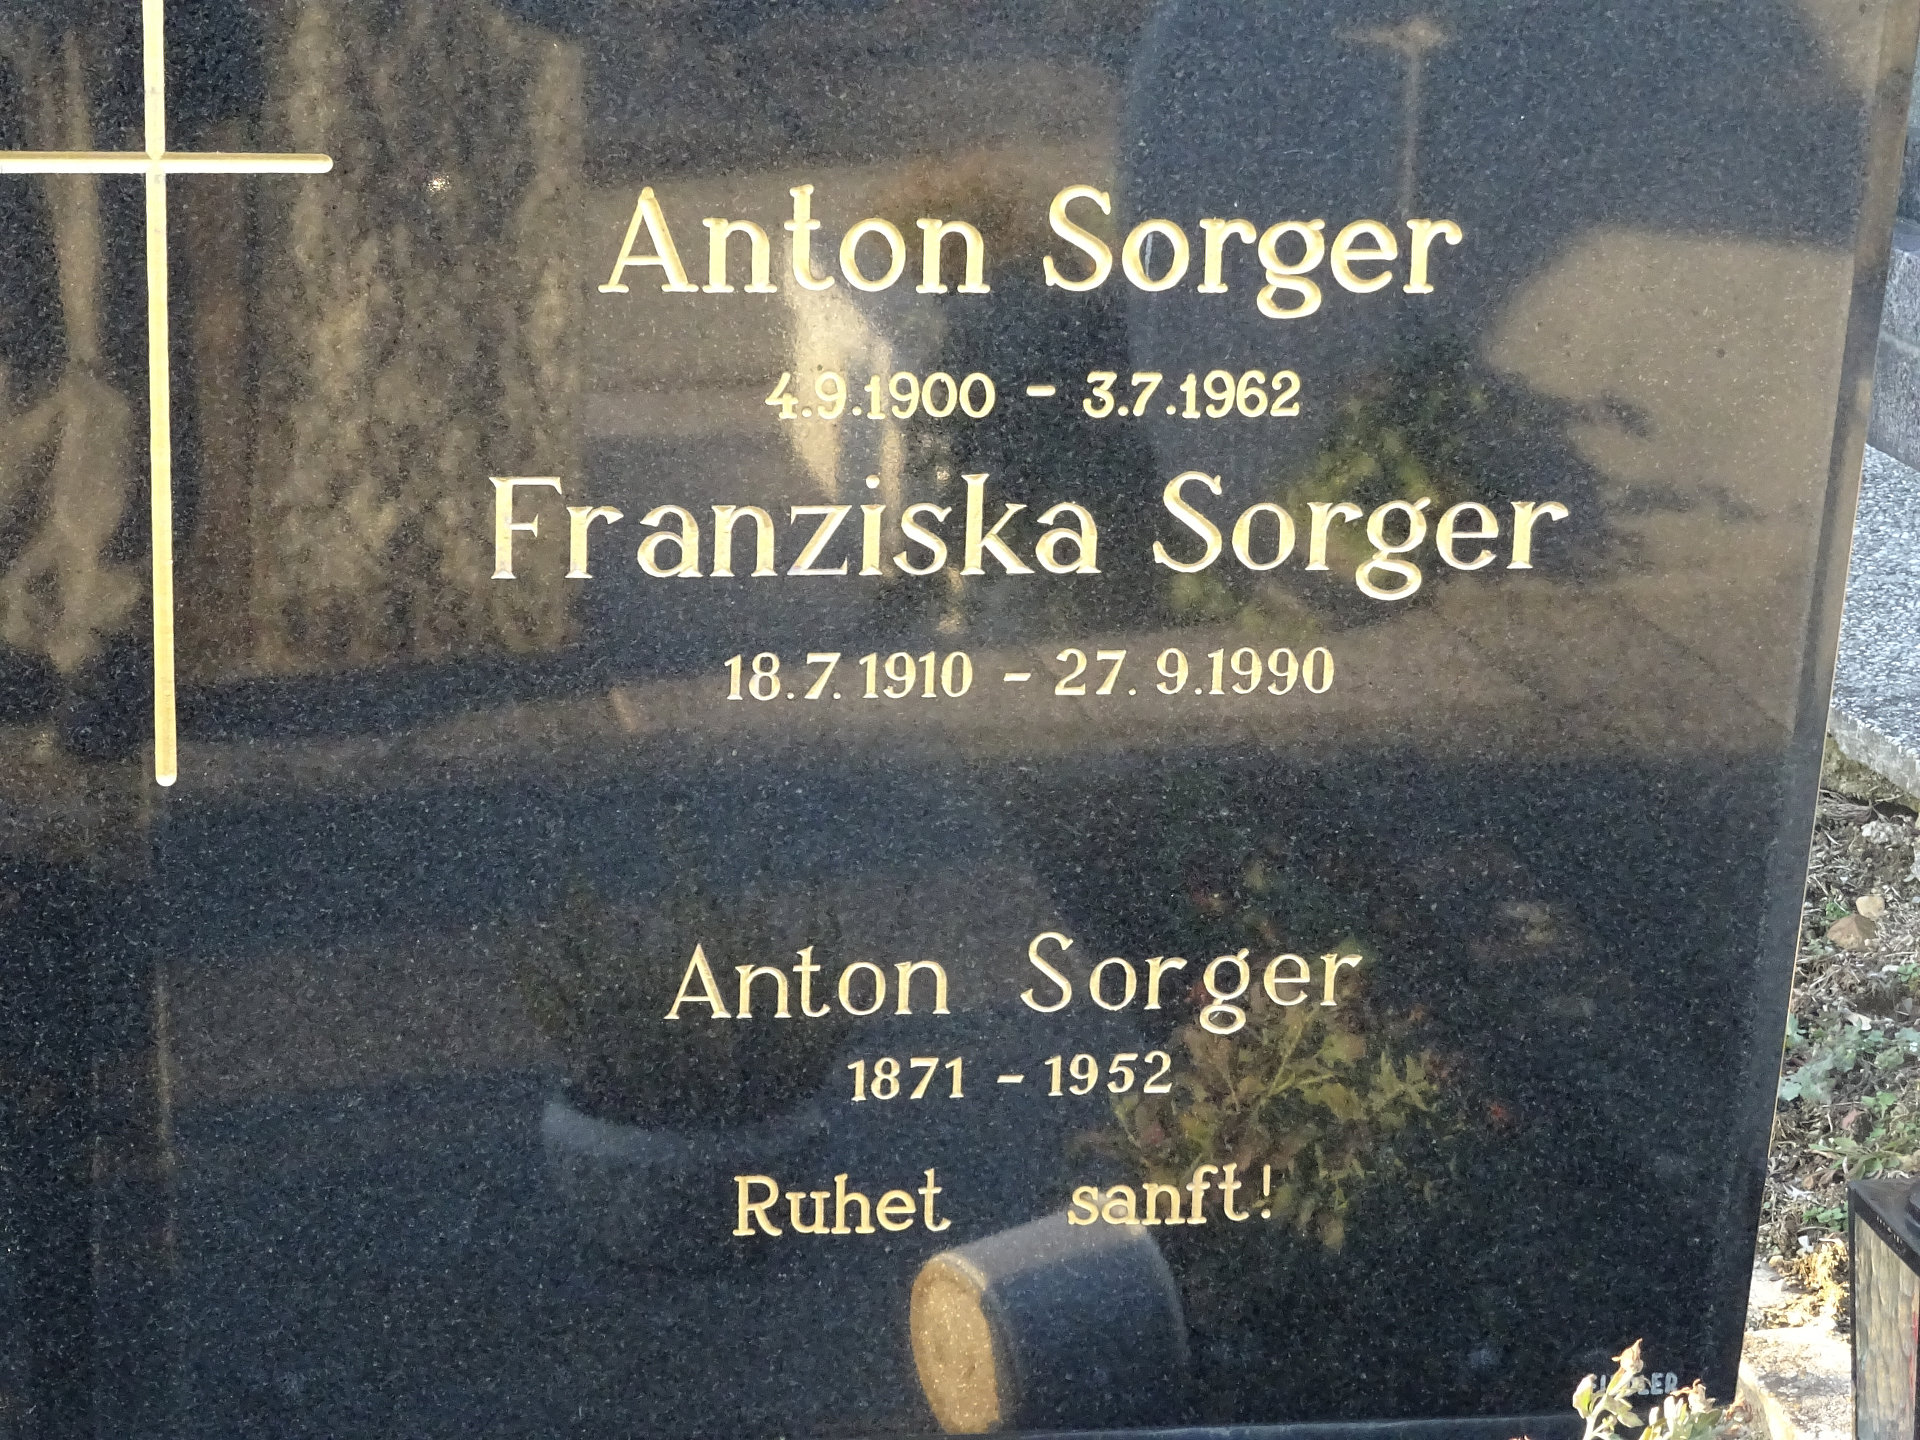 Anton Sorger
4.9.1900 – 3.7.1962
Franziska Sorger
18.7.1910 – 27.9.1990
Anton Sorger
1871 – 1952
Ruhet sanft!